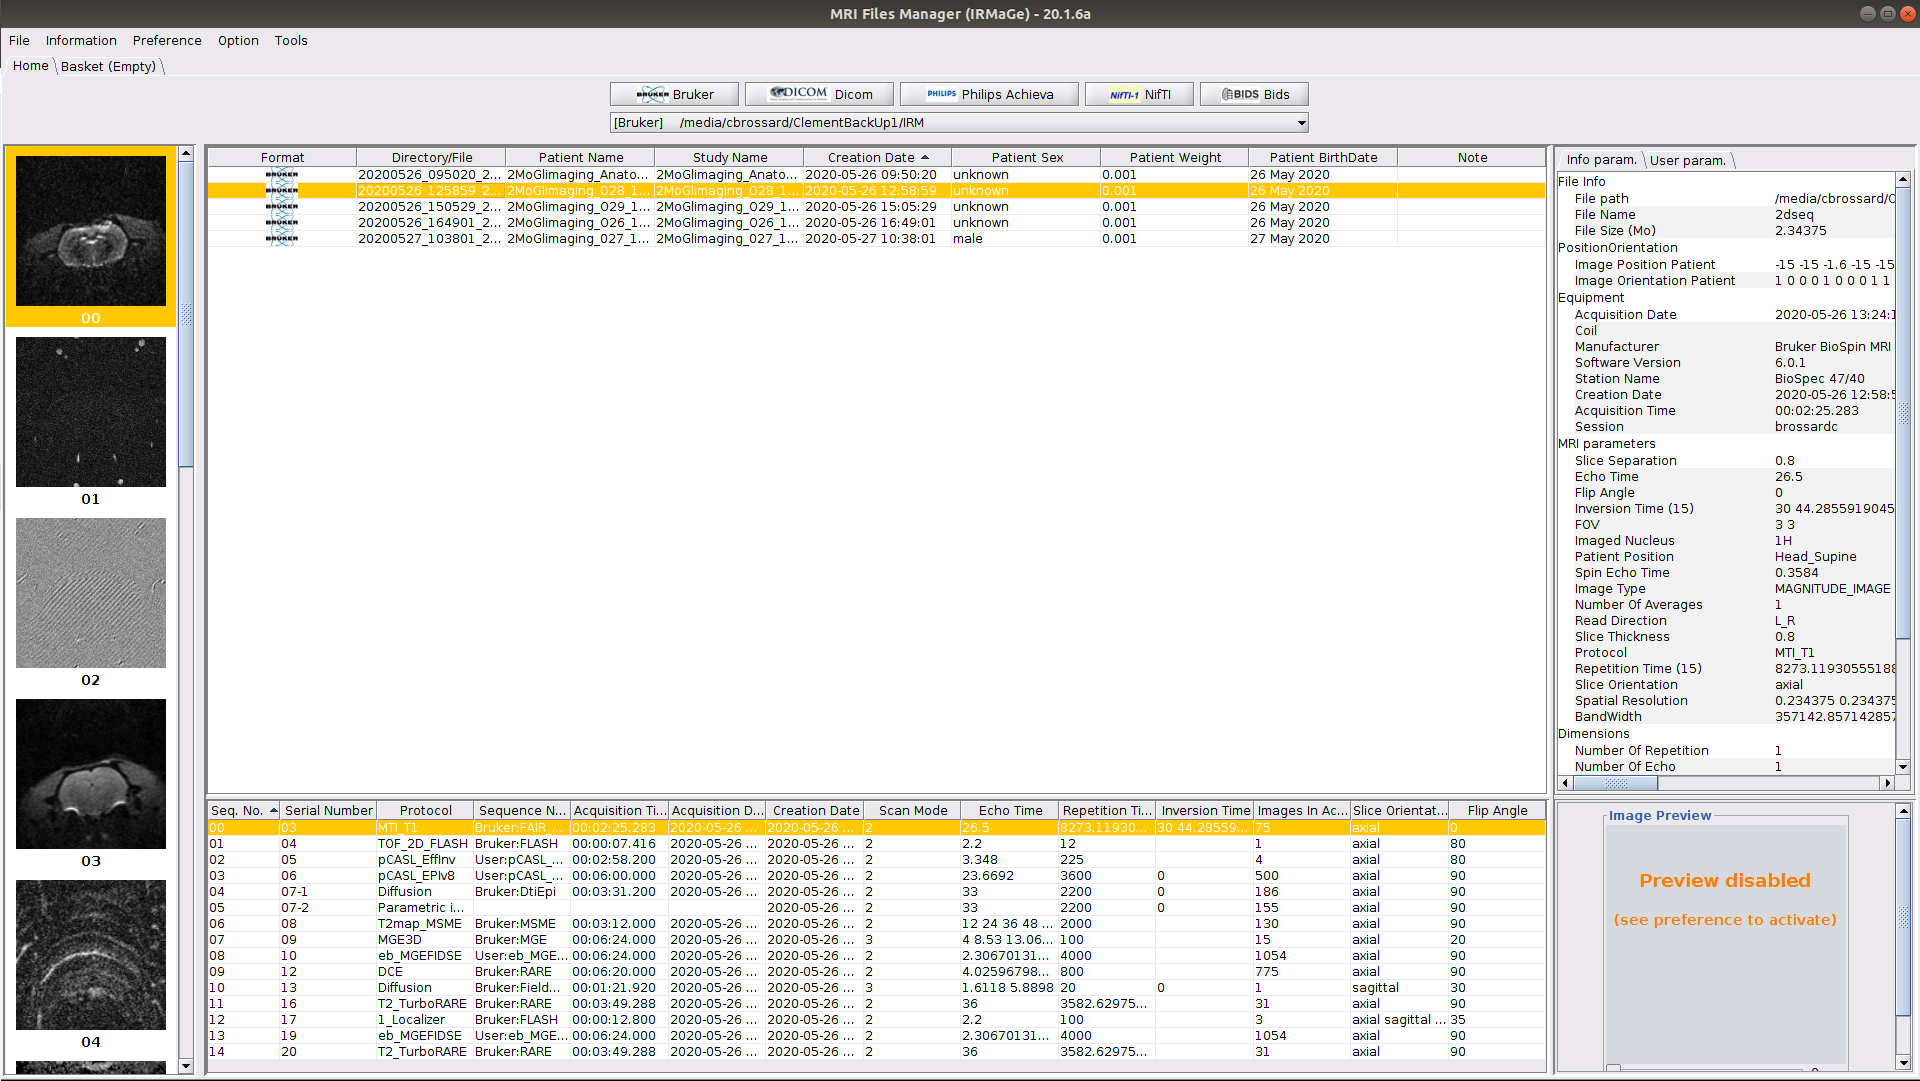 MRI Files Manager (IRMaGe) - 20.1.6a
File Information Preference Option Tools
Home Basket (Empty)
BRUKER Bruker DICOM Dicom PHILIPS Philips Achieva NIfTI-1 NifTI BIDS Bids
[Bruker] /media/cbrossard/ClementBackUp1/IRM
00
01
02
03
04
Format Directory/File Patient Name Study Name Creation Date Patient Sex Patient Weight Patient BirthDate Note
BRUKER 20200526_095020_2... 2MoGlimaging_Anato... 2MoGlimaging_Anato... 2020-05-26 09:50:20 unknown 0.001 26 May 2020
BRUKER 20200526_125859_2... 2MoGlimaging_O28_1... 2MoGlimaging_O28_1... 2020-05-26 12:58:59 unknown 0.001 26 May 2020
BRUKER 20200526_150529_2... 2MoGlimaging_O29_1... 2MoGlimaging_O29_1... 2020-05-26 15:05:29 unknown 0.001 26 May 2020
BRUKER 20200526_164901_2... 2MoGlimaging_O26_1... 2MoGlimaging_O26_1... 2020-05-26 16:49:01 unknown 0.001 26 May 2020
BRUKER 20200527_103801_2... 2MoGlimaging_027_1... 2MoGlimaging_027_1... 2020-05-27 10:38:01 male 0.001 27 May 2020
Seq. No. Serial Number Protocol Sequence N... Acquisition Ti... Acquisition D... Creation Date Scan Mode Echo Time Repetition Ti... Inversion Time Images In Ac... Slice Orientat... Flip Angle
00 03 MTI_T1 Bruker:FAIR_... 00:02:25.283 2020-05-26 ... 2020-05-26 ... 2 26.5 8273.11930... 30 44.28559... 75 axial 0
01 04 TOF_2D_FLASH Bruker:FLASH 00:00:07.416 2020-05-26 ... 2020-05-26 ... 2 2.2 12 1 axial 80
02 05 pCASL_EffInv User:pCASL_... 00:02:58.200 2020-05-26 ... 2020-05-26 ... 2 3.348 225 4 axial 80
03 06 pCASL_EPIv8 User:pCASL_... 00:06:00.000 2020-05-26 ... 2020-05-26 ... 2 23.6692 3600 0 500 axial 90
04 07-1 Diffusion Bruker:DtiEpi 00:03:31.200 2020-05-26 ... 2020-05-26 ... 2 33 2200 0 186 axial 90
05 07-2 Parametric i... 2020-05-26 ... 2 33 2200 0 155 axial 90
06 08 T2map_MSME Bruker:MSME 00:03:12.000 2020-05-26 ... 2020-05-26 ... 2 12 24 36 48 ... 2000 130 axial 90
07 09 MGE3D Bruker:MGE 00:06:24.000 2020-05-26 ... 2020-05-26 ... 3 4 8.53 13.06... 100 15 axial 20
08 10 eb_MGEFIDSE User:eb_MGE... 00:06:24.000 2020-05-26 ... 2020-05-26 ... 2 2.30670131... 4000 1054 axial 90
09 12 DCE Bruker:RARE 00:06:20.000 2020-05-26 ... 2020-05-26 ... 2 4.02596798... 800 775 axial 90
10 13 Diffusion Bruker:Field... 00:01:21.920 2020-05-26 ... 2020-05-26 ... 3 1.6118 5.8898 20 0 1 sagittal 30
11 16 T2_TurboRARE Bruker:RARE 00:03:49.288 2020-05-26 ... 2020-05-26 ... 2 36 3582.62975... 31 axial 90
12 17 1_Localizer Bruker:FLASH 00:00:12.800 2020-05-26 ... 2020-05-26 ... 2 2.2 100 3 axial sagittal ... 35
13 19 eb_MGEFIDSE User:eb_MGE... 00:06:24.000 2020-05-26 ... 2020-05-26 ... 2 2.30670131... 4000 1054 axial 90
14 20 T2_TurboRARE Bruker:RARE 00:03:49.288 2020-05-26 ... 2020-05-26 ... 2 36 3582.62975... 31 axial 90
Info param. User param.
File Info
File path /media/cbrossard/C
File Name 2dseq
File Size (Mo) 2.34375
PositionOrientation
Image Position Patient -15 -15 -1.6 -15 -15
Image Orientation Patient 1 0 0 0 1 0 0 0 1 1
Equipment
Acquisition Date 2020-05-26 13:24:1
Coil
Manufacturer Bruker BioSpin MRI
Software Version 6.0.1
Station Name BioSpec 47/40
Creation Date 2020-05-26 12:58:5
Acquisition Time 00:02:25.283
Session brossardc
MRI parameters
Slice Separation 0.8
Echo Time 26.5
Flip Angle 0
Inversion Time (15) 30 44.2855919045
FOV 3 3
Imaged Nucleus 1H
Patient Position Head_Supine
Spin Echo Time 0.3584
Image Type MAGNITUDE_IMAGE
Number Of Averages 1
Read Direction L_R
Slice Thickness 0.8
Protocol MTI_T1
Repetition Time (15) 8273.11930555188
Slice Orientation axial
Spatial Resolution 0.234375 0.234375
BandWidth 357142.857142857
Dimensions
Number Of Repetition 1
Number Of Echo 1
Image Preview
Preview disabled
(see preference to activate)